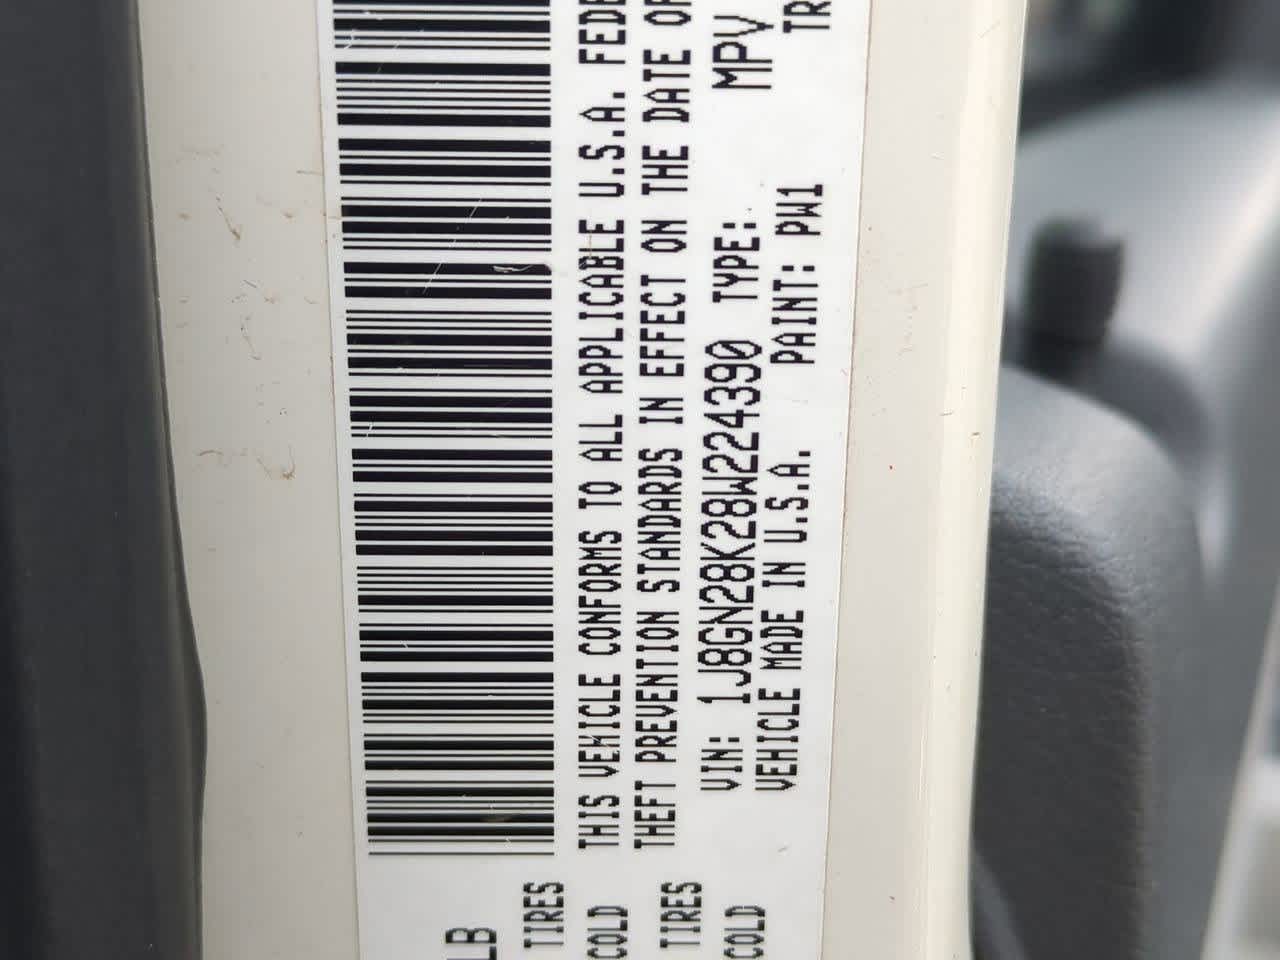 LB
TIRES
COLD
TIRES
COLD
THIS VEHICLE CONFORMS TO ALL APPLICABLE U.S.A. FEDE
THEFT PREVENTION STANDARDS IN EFFECT ON THE DATE OF
VIN: 1J8GN28K28W224390 TYPE: MPV
VEHICLE MADE IN U.S.A. PAINT: PW1 TR